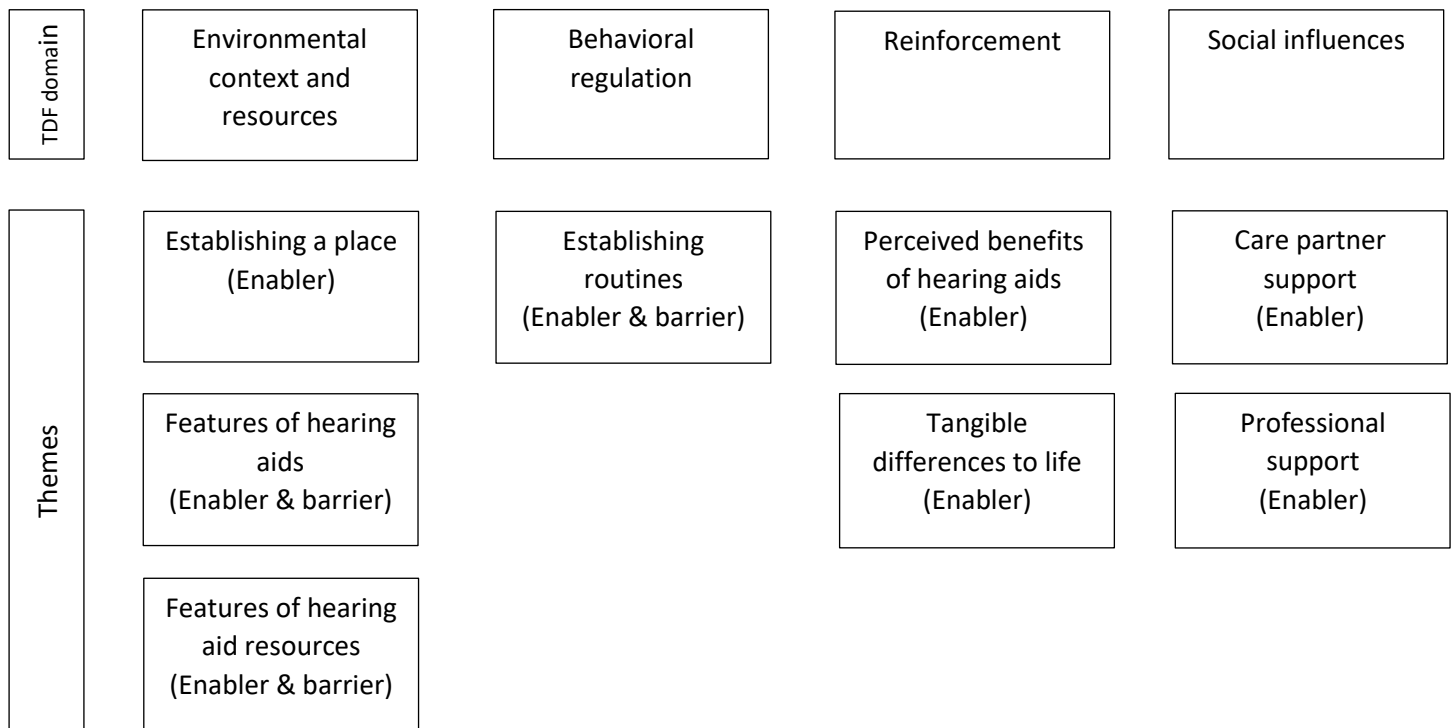 TDF domain
Environmental
context and
resources
Behavioral
regulation
Reinforcement
Social influences
Themes
Establishing a place
(Enabler)
Establishing
routines
(Enabler & barrier)
Perceived benefits
of hearing aids
(Enabler)
Care partner
support
(Enabler)
Features of hearing
aids
(Enabler & barrier)
Tangible
differences to life
(Enabler)
Professional
support
(Enabler)
Features of hearing
aid resources
(Enabler & barrier)